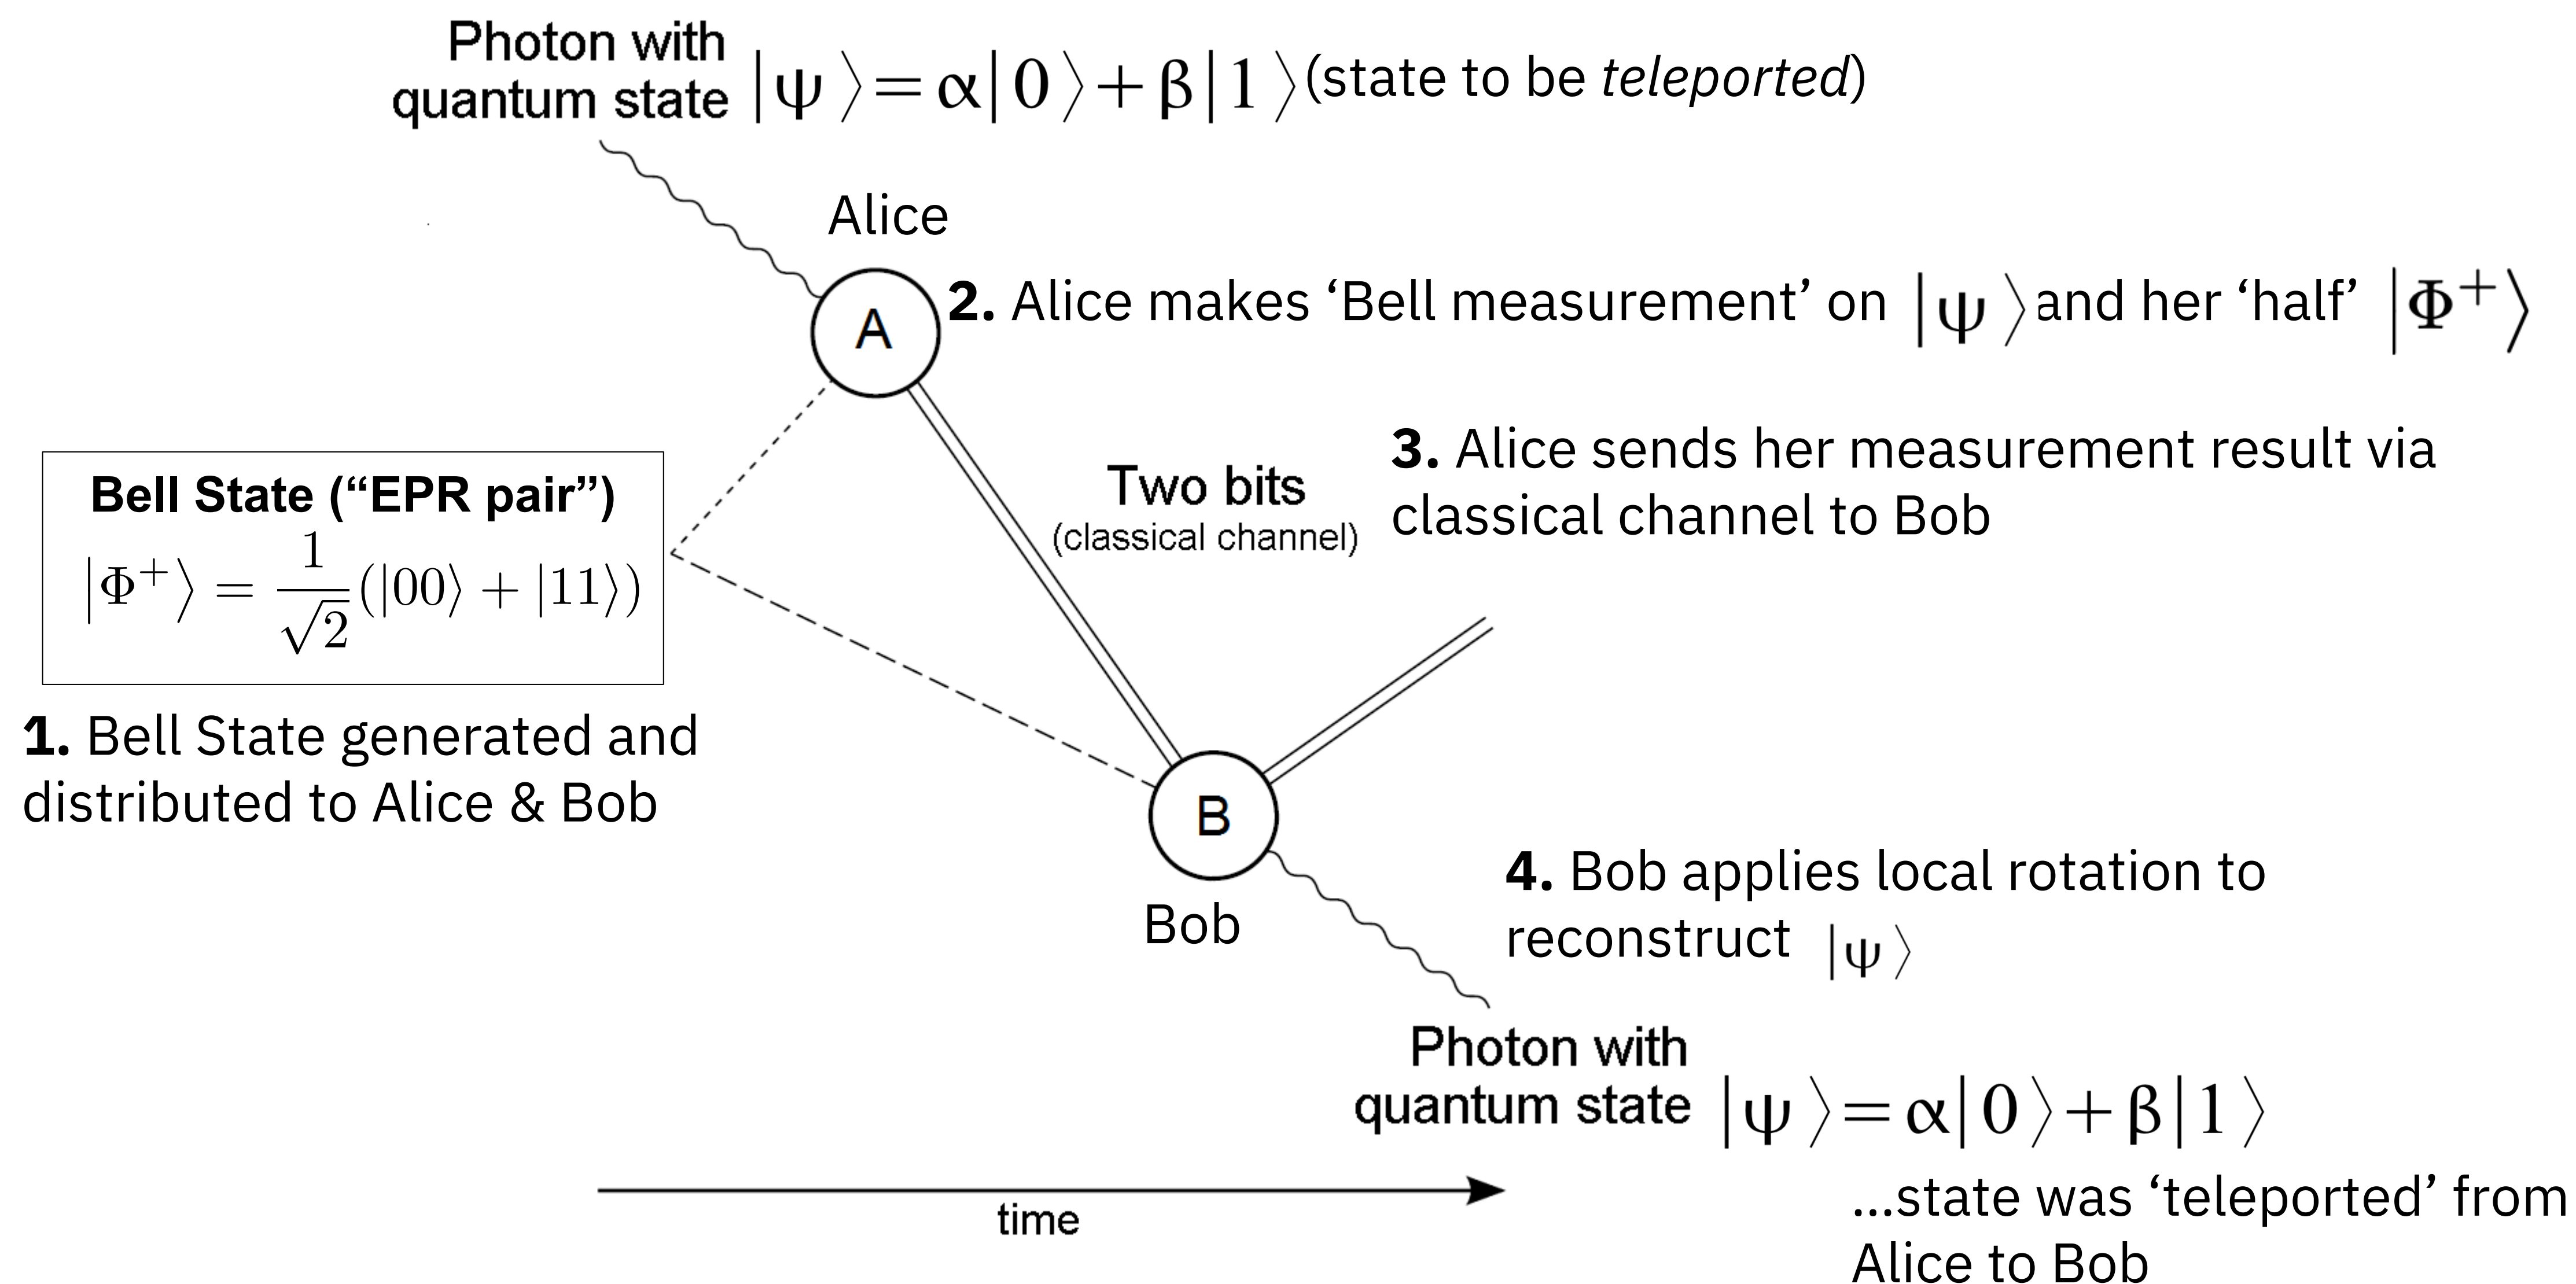 Photon with
quantum state |ψ⟩=α|0⟩+β|1⟩(state to be teleported)
Alice
A
2. Alice makes ‘Bell measurement’ on |ψ⟩and her ‘half’ |Φ⁺⟩
3. Alice sends her measurement result via
classical channel to Bob
Two bits
(classical channel)
Bell State (“EPR pair”)
|Φ⁺⟩ = 1/√2(|00⟩ + |11⟩)
1. Bell State generated and
distributed to Alice & Bob
B
Bob
4. Bob applies local rotation to
reconstruct |ψ⟩
Photon with
quantum state |ψ⟩=α|0⟩+β|1⟩
...state was ‘teleported’ from
Alice to Bob
time